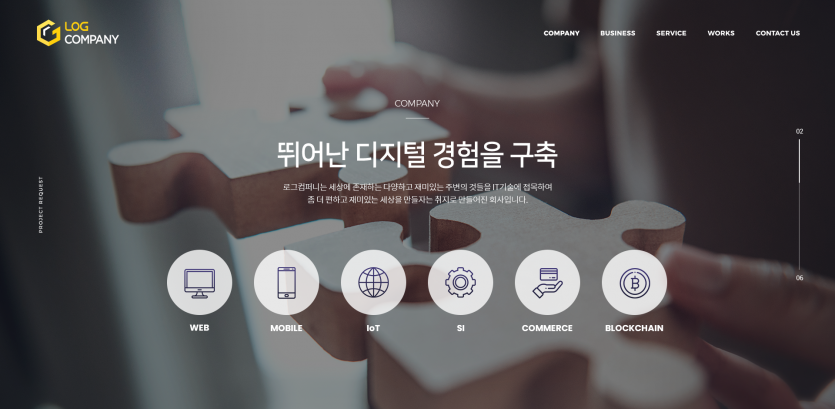 LOG
COMPANY
COMPANY BUSINESS SERVICE WORKS CONTACT US
COMPANY
뛰어난 디지털 경험을 구축
로그컴퍼니는 세상에 존재하는 다양하고 재미있는 주변의 것들을 IT기술에 접목하여
좀 더 편하고 재미있는 세상을 만들자는 취지로 만들어진 회사입니다.
02
06
PROJECT REQUEST
WEB MOBILE IoT SI COMMERCE BLOCKCHAIN